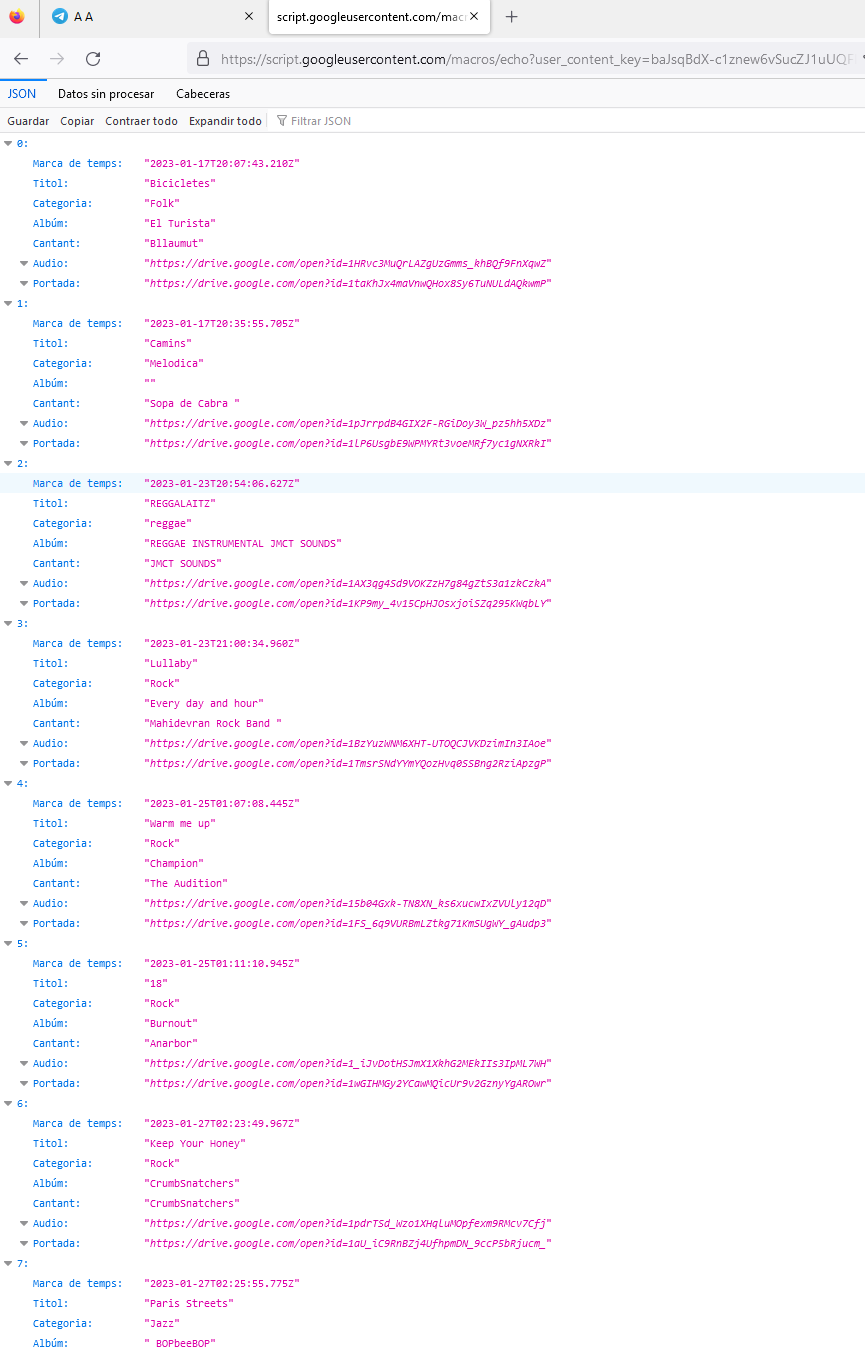 A A
script.googleusercontent.com/mac
https://script.googleusercontent.com/macros/echo?user_content_key=baJsqBdX-c1znew6vSucZJ1uUQP
JSON Datos sin procesar Cabeceras
Guardar Copiar Contraer todo Expandir todo Filtrar JSON
0:
Marca de temps: "2023-01-17T20:07:43.210Z"
Titol: "Bicicletes"
Categoria: "Folk"
Albúm: "El Turista"
Cantant: "Bllaumut"
Audio: "https://drive.google.com/open?id=1HRvc3MuQrLAZgUzGmms_khBQf9FnXqwZ"
Portada: "https://drive.google.com/open?id=1taKhJx4maVnwQHox8Sy6TuNULdAQkwmP"
1:
Marca de temps: "2023-01-17T20:35:55.705Z"
Titol: "Camins"
Categoria: "Melodica"
Albúm: ""
Cantant: "Sopa de Cabra "
Audio: "https://drive.google.com/open?id=1pJrrpdB4GIX2F-RGiDoy3W_pz5hh5XDz"
Portada: "https://drive.google.com/open?id=1lP6UsgbE9WPMYRt3voeMRf7yc1gNXRkI"
2:
Marca de temps: "2023-01-23T20:54:06.627Z"
Titol: "REGGALAITZ"
Categoria: "reggae"
Albúm: "REGGAE INSTRUMENTAL JMCT SOUNDS"
Cantant: "JMCT SOUNDS"
Audio: "https://drive.google.com/open?id=1AX3qg4Sd9VOKZzH7g84gZtS3a1zkCzkA"
Portada: "https://drive.google.com/open?id=1KP9my_4v15CpHJOsxjoiSZq295KWqbLY"
3:
Marca de temps: "2023-01-23T21:00:34.960Z"
Titol: "Lullaby"
Categoria: "Rock"
Albúm: "Every day and hour"
Cantant: "Mahidevran Rock Band "
Audio: "https://drive.google.com/open?id=1BzYuzWNM6XHT-UTOQCJVKDzimIn3IAoe"
Portada: "https://drive.google.com/open?id=1TmsrSNdYYmYQozHvq0SSBng2RziApzgP"
4:
Marca de temps: "2023-01-25T01:07:08.445Z"
Titol: "Warm me up"
Categoria: "Rock"
Albúm: "Champion"
Cantant: "The Audition"
Audio: "https://drive.google.com/open?id=15b04Gxk-TN8XN_ks6xucwIxZVUly12qD"
Portada: "https://drive.google.com/open?id=1FS_6q9VURBmLZtkg71KmSUgWY_gAudp3"
5:
Marca de temps: "2023-01-25T01:11:10.945Z"
Titol: "18"
Categoria: "Rock"
Albúm: "Burnout"
Cantant: "Anarbor"
Audio: "https://drive.google.com/open?id=1_iJvDotHSJmX1XkhG2MEkIIs3IpML7WH"
Portada: "https://drive.google.com/open?id=1wGIHMGy2YCawMQicUr9v2GznyYgAROwr"
6:
Marca de temps: "2023-01-27T02:23:49.967Z"
Titol: "Keep Your Honey"
Categoria: "Rock"
Albúm: "CrumbSnatchers"
Cantant: "CrumbSnatchers"
Audio: "https://drive.google.com/open?id=1pdrTSd_Wzo1XHqluMOpfexm9RMcv7Cfj"
Portada: "https://drive.google.com/open?id=1aU_iC9RnBZj4UfhpmDN_9ccP5bRjucm_"
7:
Marca de temps: "2023-01-27T02:25:55.775Z"
Titol: "Paris Streets"
Categoria: "Jazz"
Albúm: " BOPbeeBOP"